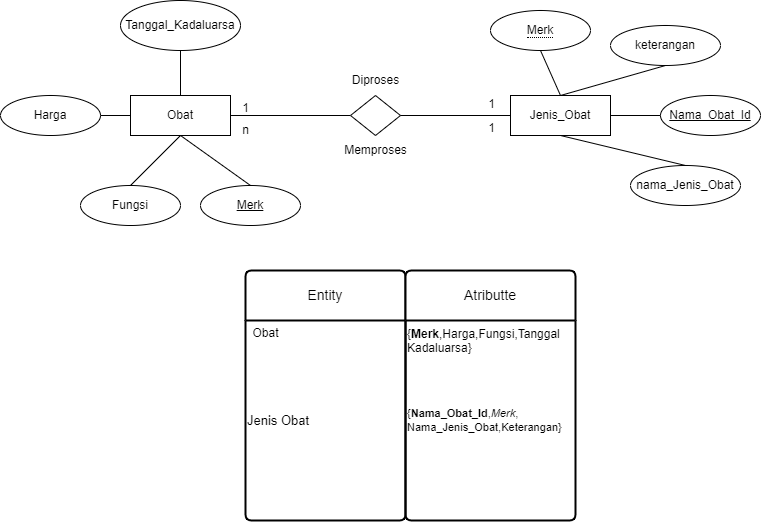 Tanggal_Kadaluarsa
Merk
keterangan
Diproses
Harga
Obat
1
n
1
1
Jenis_Obat
Nama_Obat_Id
Memproses
nama_Jenis_Obat
Fungsi
Merk
Entity
Atributte
Obat
{Merk,Harga,Fungsi,Tanggal
Kadaluarsa}
Jenis Obat
{Nama_Obat_Id,Merk,
Nama_Jenis_Obat,Keterangan}